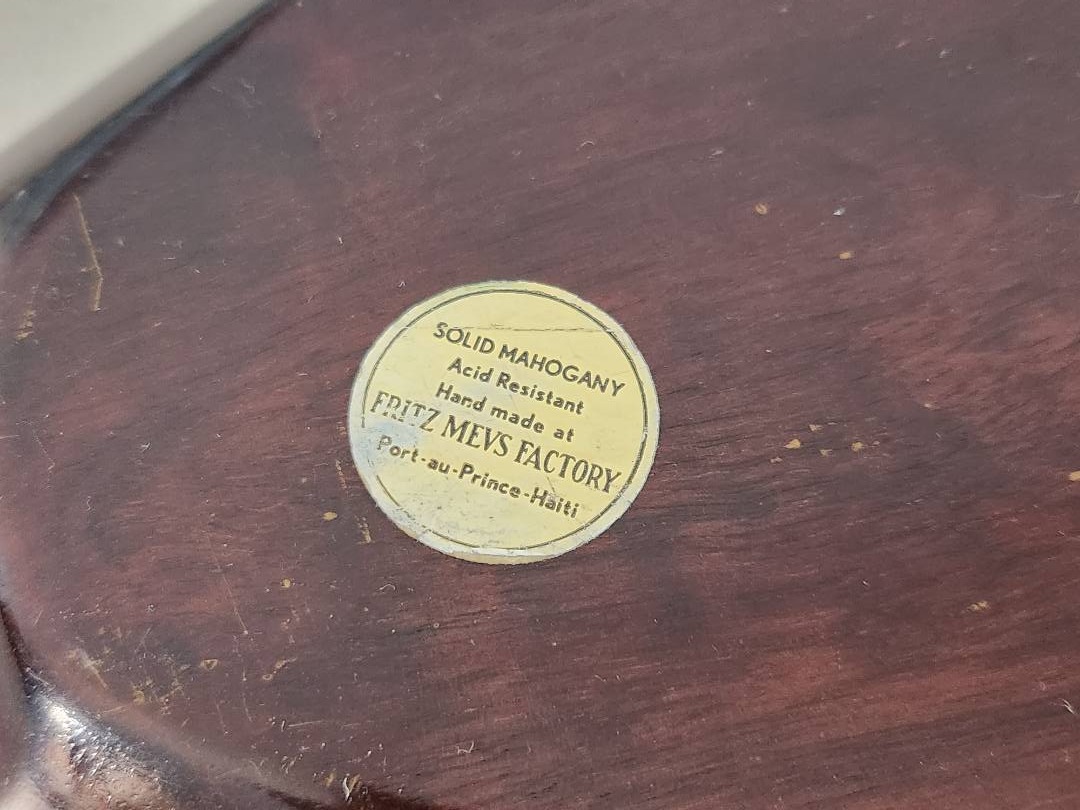 SOLID MAHOGANY
Acid Resistant
Hand made at
FRITZ MEVS FACTORY
Port-au-Prince-Haiti